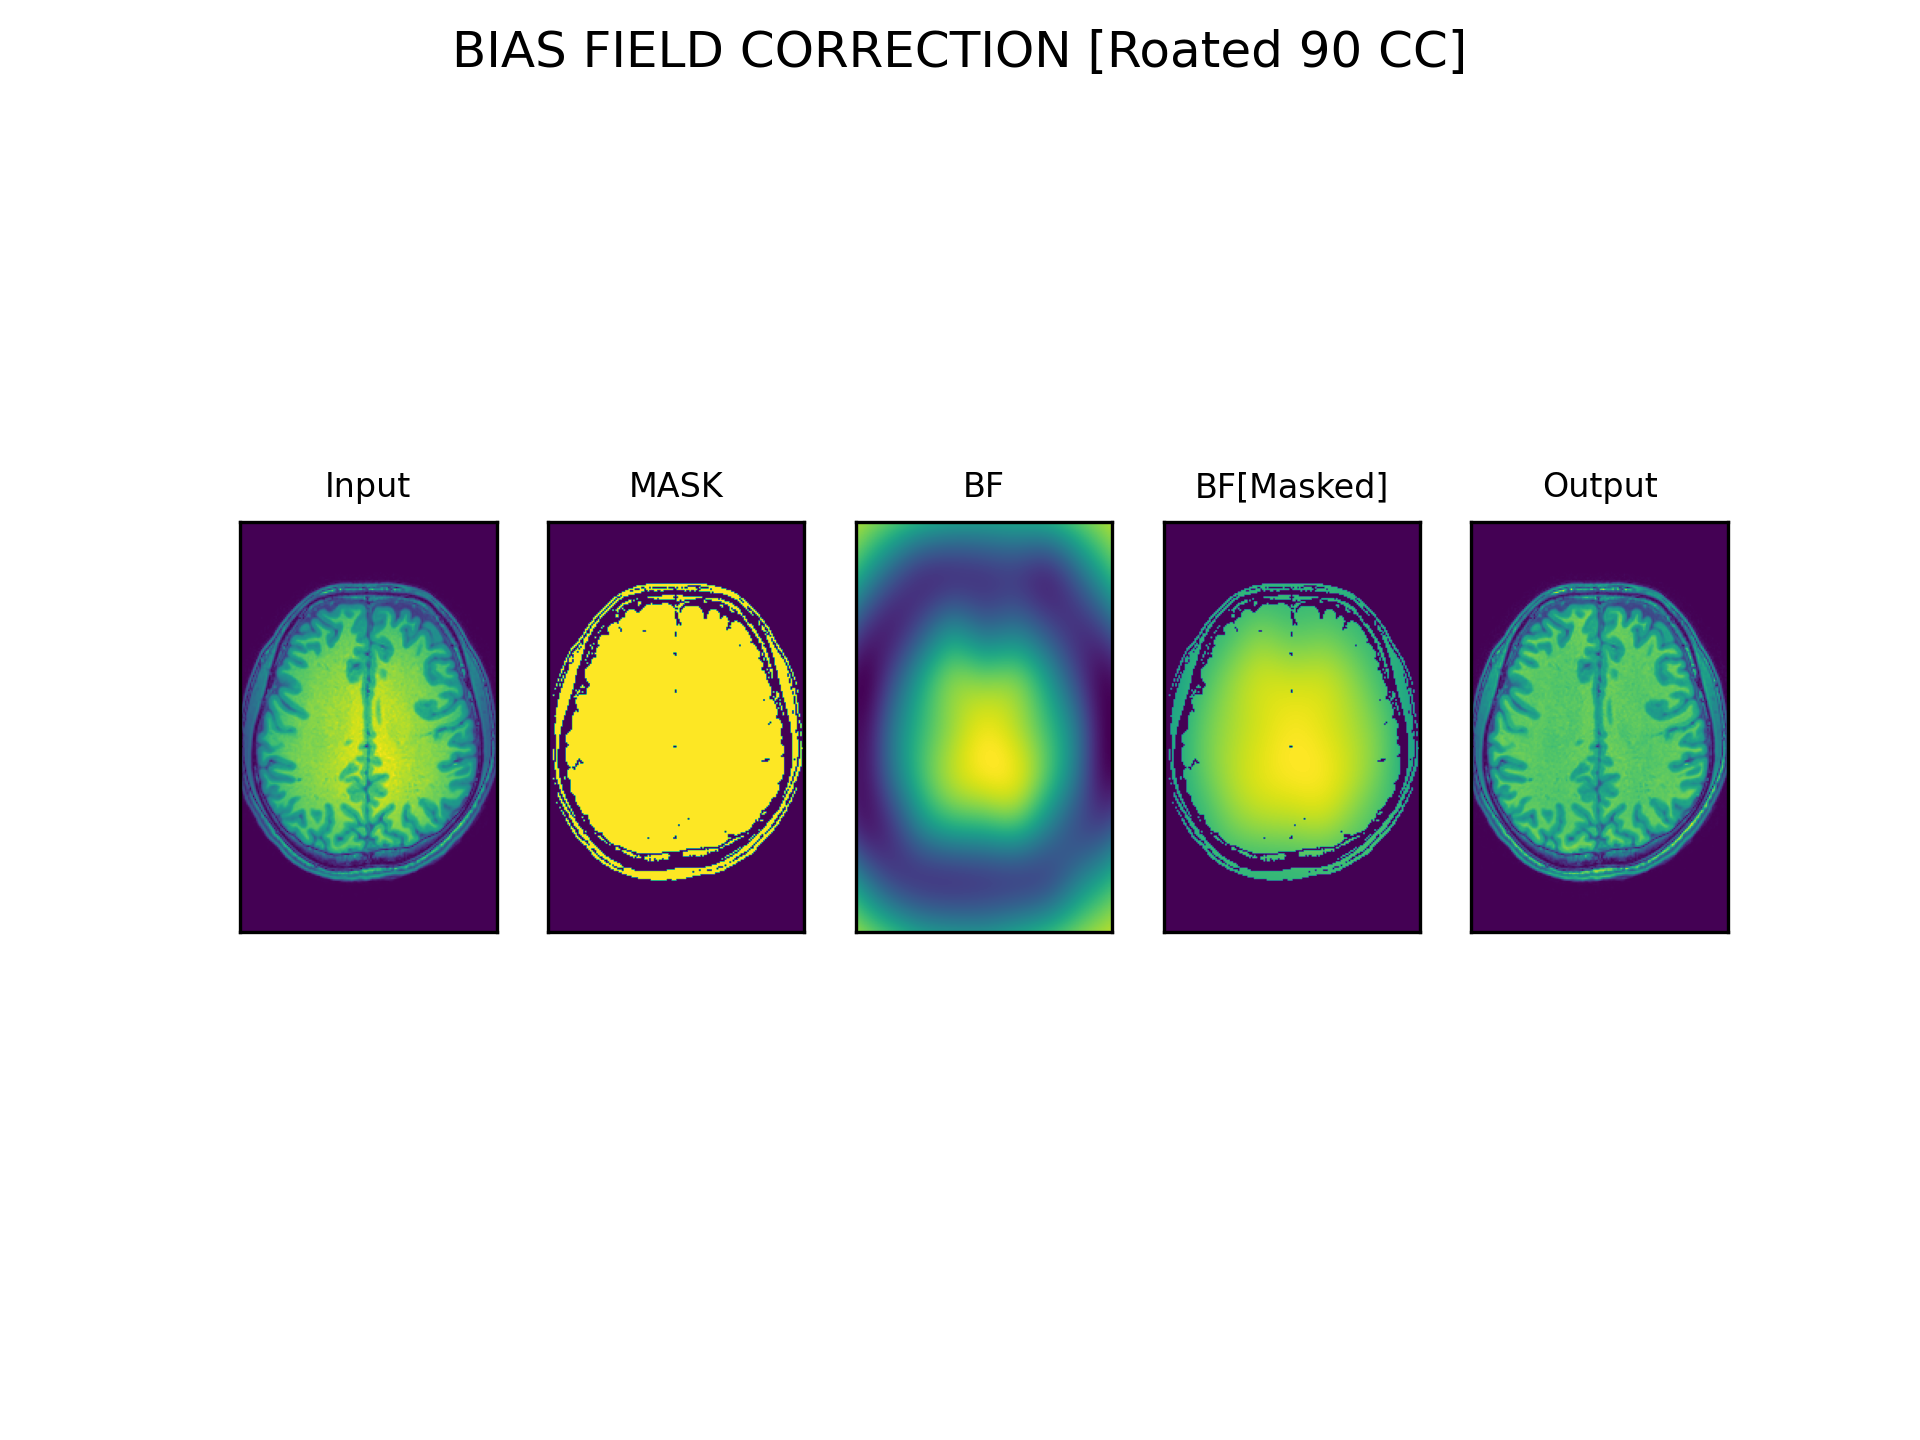 BIAS FIELD CORRECTION [Roated 90 CC]
Input
MASK
BF
BF[Masked]
Output